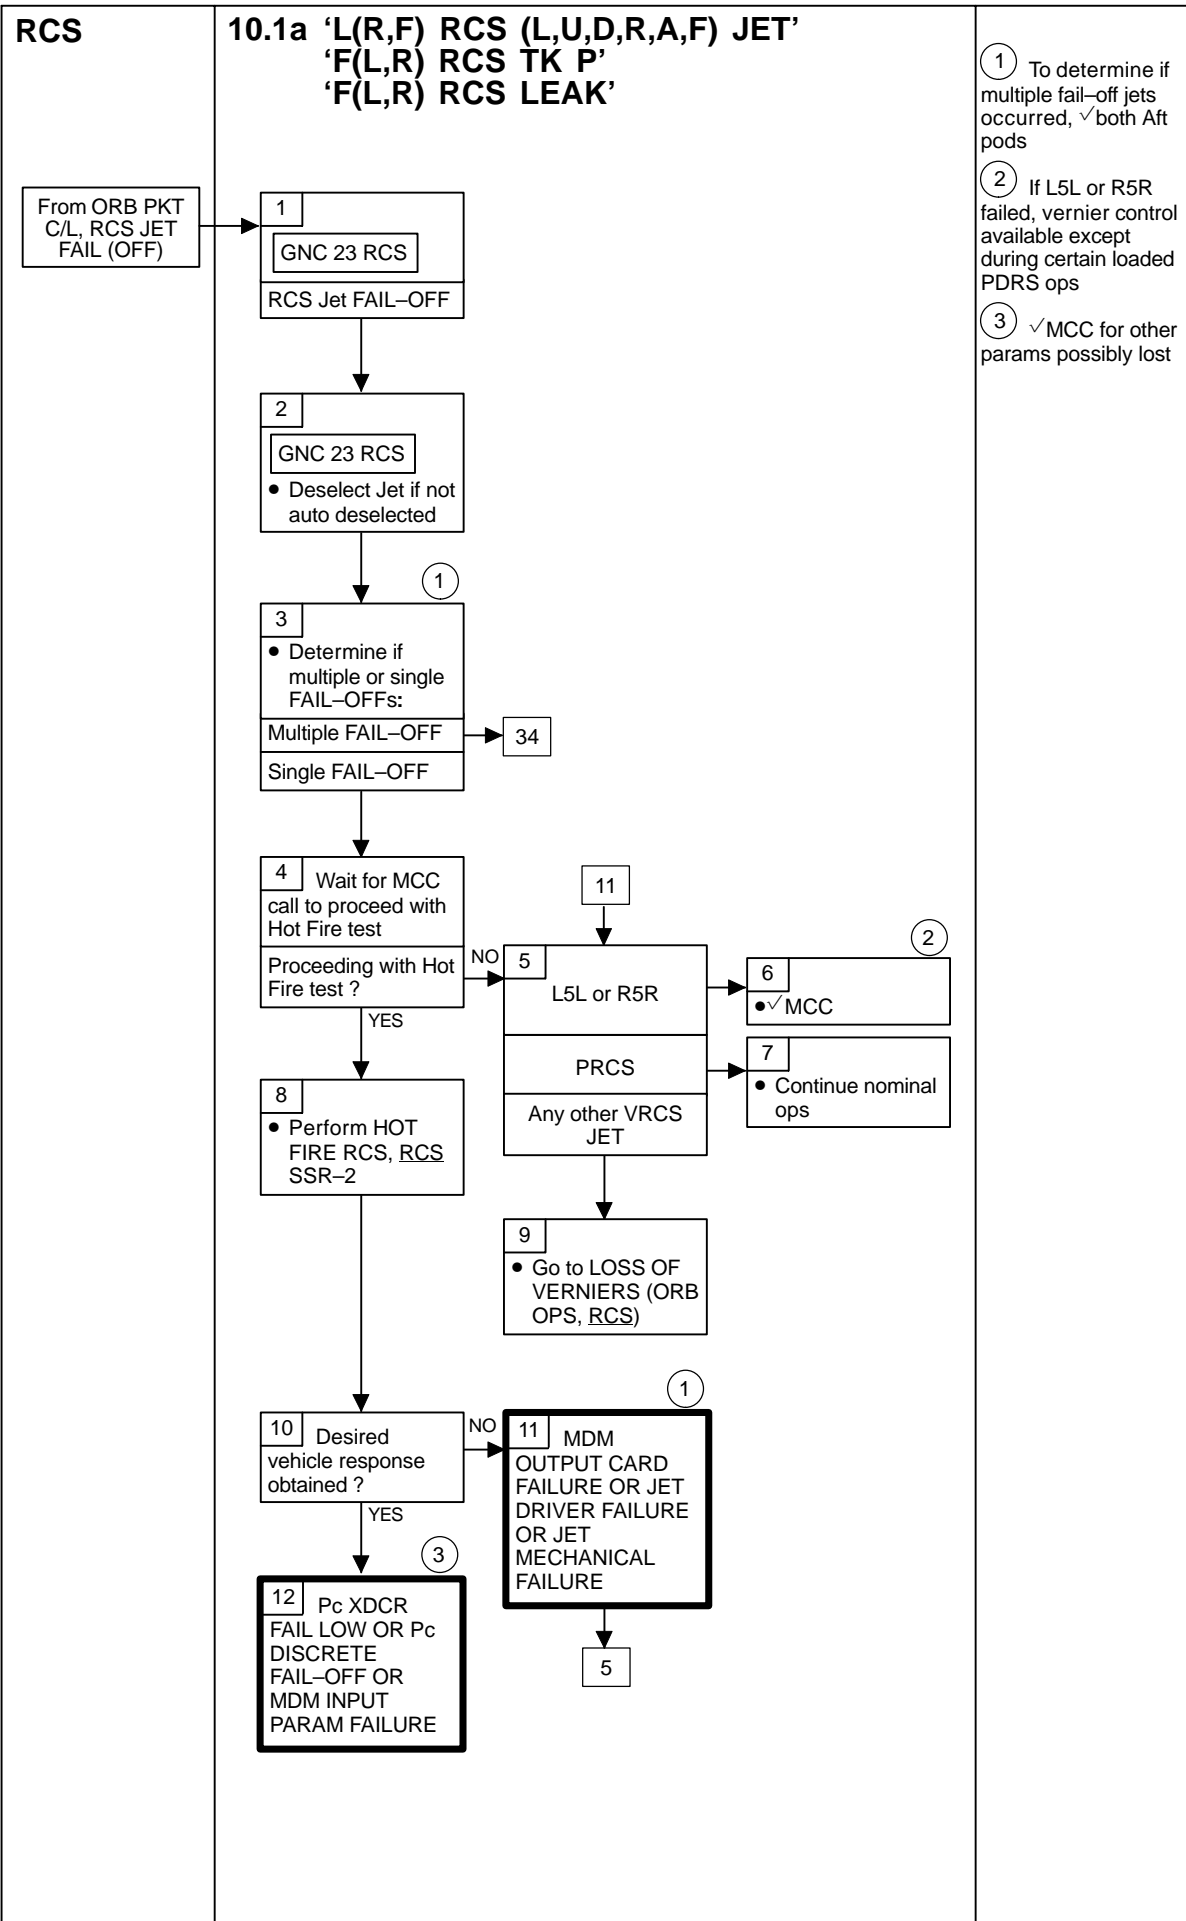 RCS
10.1a ‘L(R,F) RCS (L,U,D,R,A,F) JET’
‘F(L,R) RCS TK P’
‘F(L,R) RCS LEAK’
From ORB PKT
C/L, RCS JET
FAIL (OFF)
1
GNC 23 RCS
RCS Jet FAIL–OFF
2
GNC 23 RCS
● Deselect Jet if not
auto deselected
1
3
● Determine if
multiple or single
FAIL–OFFs:
Multiple FAIL–OFF
34
Single FAIL–OFF
4 Wait for MCC
call to proceed with
Hot Fire test
Proceeding with Hot
Fire test ?
NO
YES
11
5
L5L or R5R
PRCS
Any other VRCS
JET
2
6
●√MCC
7
● Continue nominal
ops
8
● Perform HOT
FIRE RCS, RCS
SSR–2
9
● Go to LOSS OF
VERNIERS (ORB
OPS, RCS)
10 Desired
vehicle response
obtained ?
NO
YES
1
11 MDM
OUTPUT CARD
FAILURE OR JET
DRIVER FAILURE
OR JET
MECHANICAL
FAILURE
5
3
12 Pc XDCR
FAIL LOW OR Pc
DISCRETE
FAIL–OFF OR
MDM INPUT
PARAM FAILURE
1 To determine if
multiple fail–off jets
occurred, √both Aft
pods
2 If L5L or R5R
failed, vernier control
available except
during certain loaded
PDRS ops
3 √MCC for other
params possibly lost